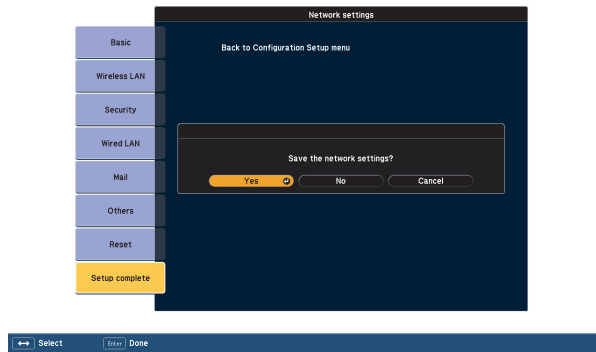 Network settings
Basic
Back to Configuration Setup menu
Wireless LAN
Security
Wired LAN
Save the network settings?
Mail
Yes No Cancel
Others
Reset
Setup complete
Select Enter Done